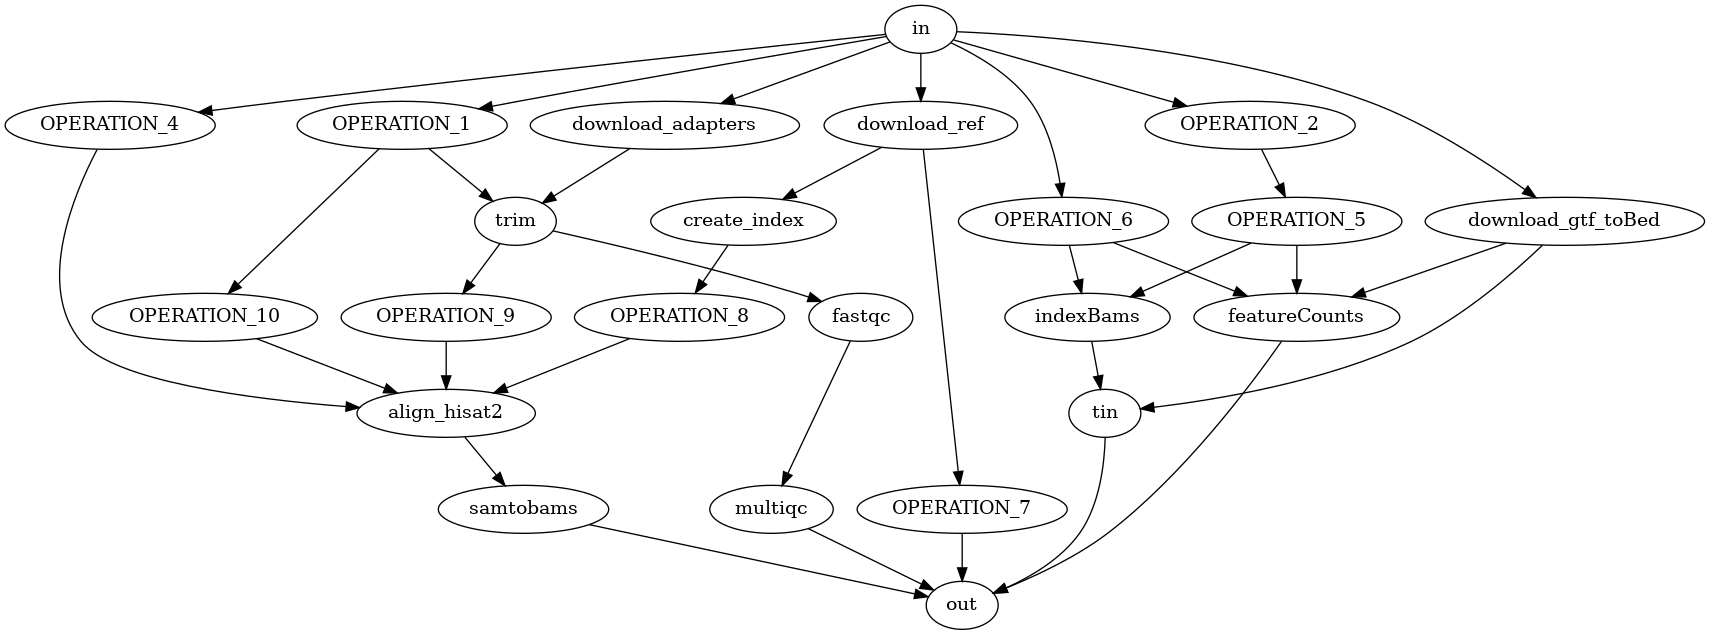 in
OPERATION_4
OPERATION_1
download_adapters
download_ref
OPERATION_2
trim
create_index
OPERATION_6
OPERATION_5
download_gtf_toBed
OPERATION_10
OPERATION_9
OPERATION_8
fastqc
indexBams
featureCounts
align_hisat2
tin
samtobams
multiqc
OPERATION_7
out